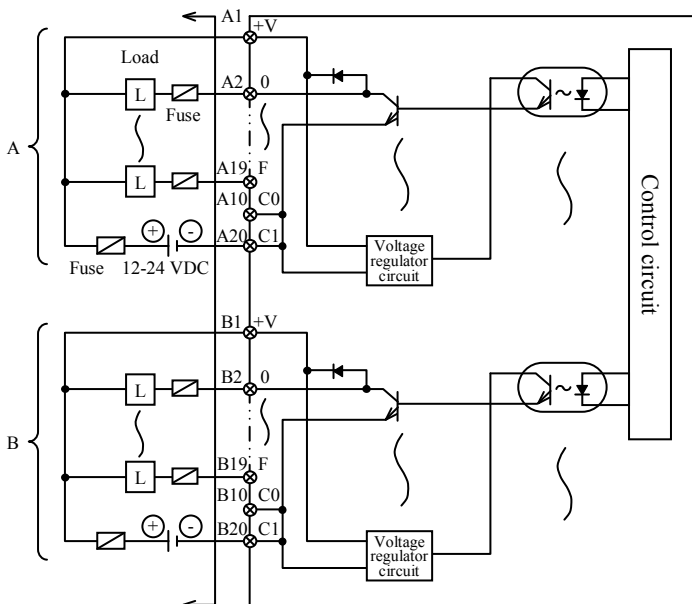 A1
+V
Load
A2
0
L
Fuse
A
A19
F
L
A10
C0
A20
C1
Fuse
+
-
12-24 VDC
Voltage
regulator
circuit
Control circuit
B1
+V
B2
0
L
B
B19
F
L
B10
C0
B20
C1
+
-
Voltage
regulator
circuit